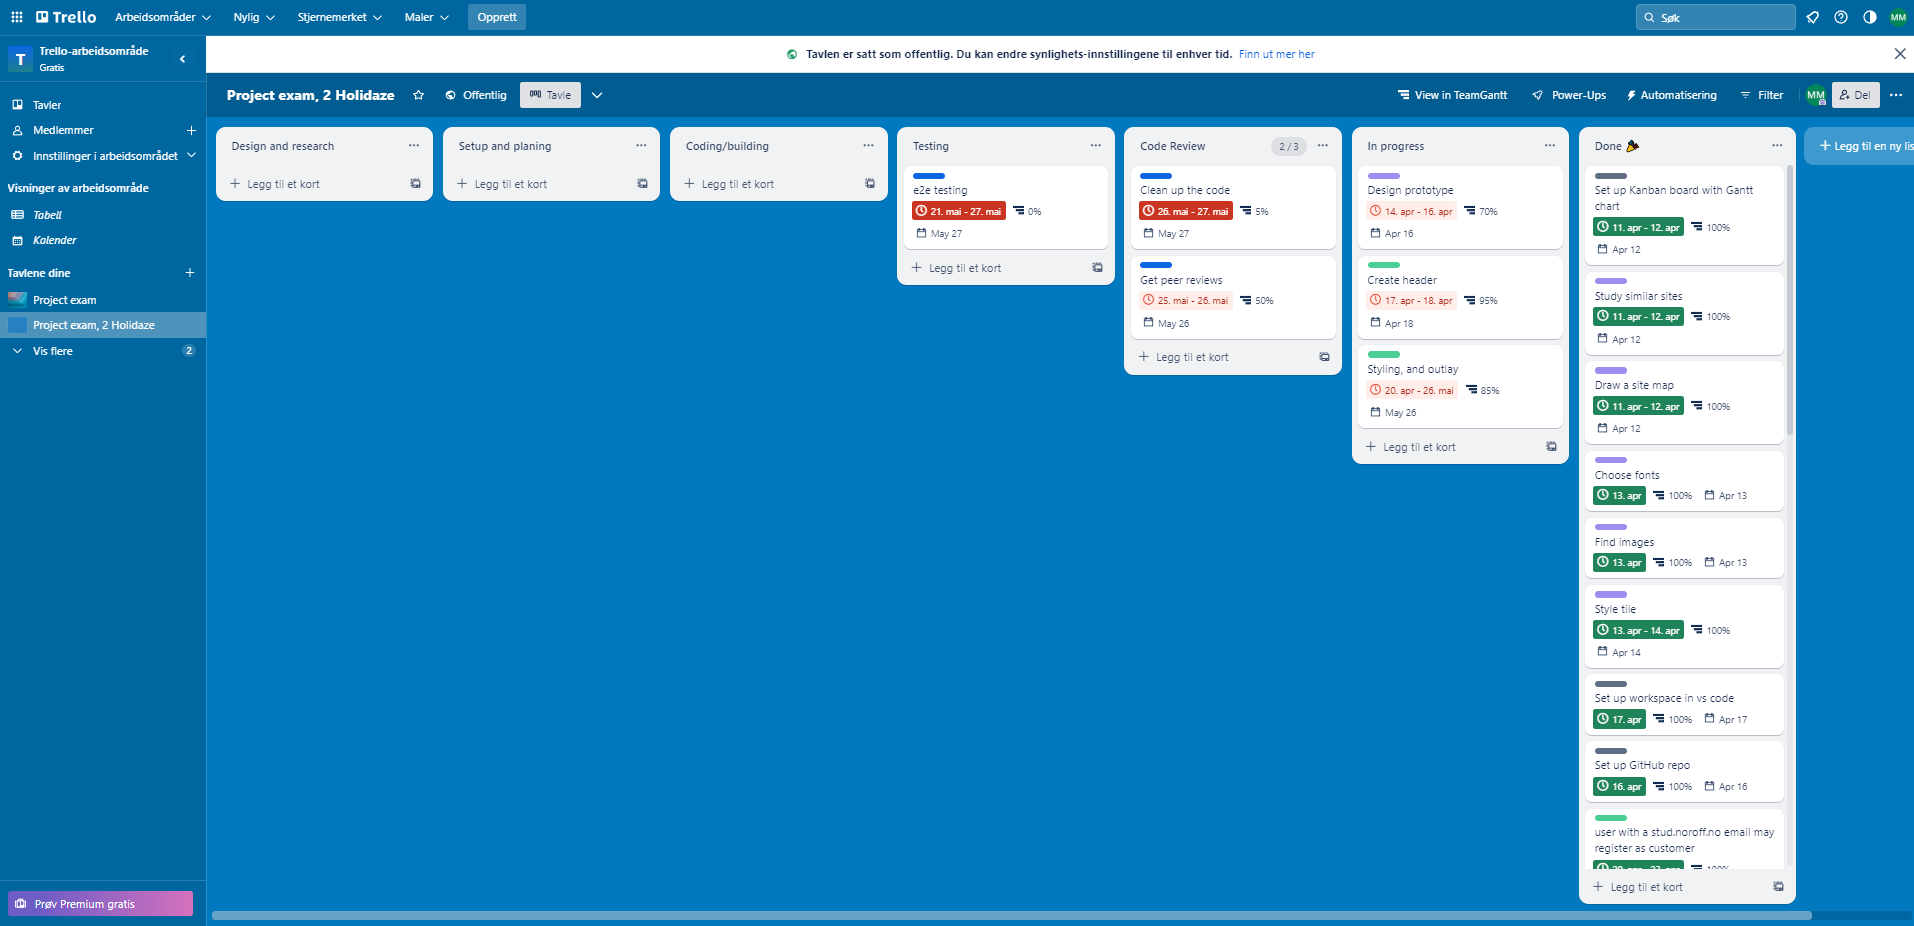 Trello
Arbeidsområder
Nylig
Stjernemerket
Maler
Opprett
Søk
MM
T
Trello-arbeidsområde
Gratis
Tavler
Medlemmer
Innstillinger i arbeidsområdet
Visninger av arbeidsområde
Tabell
Kalender
Tavlene dine
Project exam
Project exam, 2 Holidaze
Vis flere
2
Prøv Premium gratis
Tavlen er satt som offentlig. Du kan endre synlighets-innstillingene til enhver tid. Finn ut mer her
Project exam, 2 Holidaze
Offentlig
Tavle
View in TeamGantt
Power-Ups
Automatisering
Filter
MM
Del
Design and research
Legg til et kort
Setup and planing
Legg til et kort
Coding/building
Legg til et kort
Testing
e2e testing
21. mai - 27. mai 0%
May 27
Legg til et kort
Code Review
2 / 3
Clean up the code
26. mai - 27. mai 5%
May 27
Get peer reviews
25. mai - 26. mai 50%
May 26
Legg til et kort
In progress
Design prototype
14. apr - 16. apr 70%
Apr 16
Create header
17. apr - 18. apr 95%
Apr 18
Styling, and outlay
20. apr - 26. mai 85%
May 26
Legg til et kort
Done
Set up Kanban board with Gantt
chart
11. apr - 12. apr 100%
Apr 12
Study similar sites
11. apr - 12. apr 100%
Apr 12
Draw a site map
11. apr - 12. apr 100%
Apr 12
Choose fonts
13. apr 100% Apr 13
Find images
13. apr 100% Apr 13
Style tile
13. apr - 14. apr 100%
Apr 14
Set up workspace in vs code
17. apr 100% Apr 17
Set up GitHub repo
16. apr 100% Apr 16
user with a stud.noroff.no email may
register as customer
100%
Legg til et kort
Legg til en ny lis